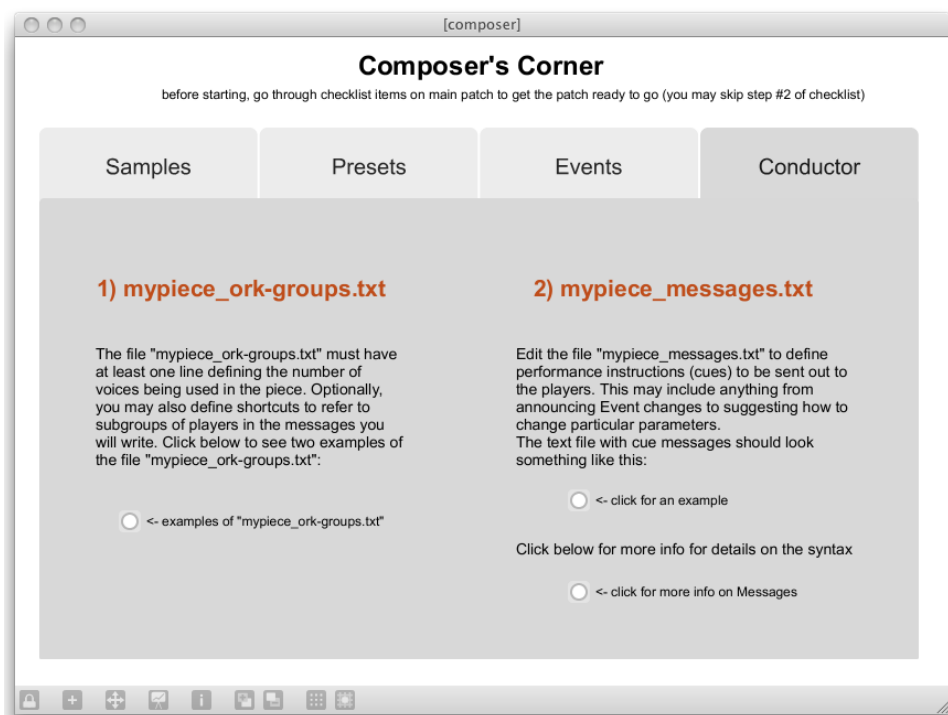 [composer]
Composer's Corner
before starting, go through checklist items on main patch to get the patch ready to go (you may skip step #2 of checklist)
Samples
Presets
Events
Conductor
1) mypiece_ork-groups.txt
The file "mypiece_ork-groups.txt" must have
at least one line defining the number of
voices being used in the piece. Optionally,
you may also define shortcuts to refer to
subgroups of players in the messages you
will write. Click below to see two examples of
the file "mypiece_ork-groups.txt":
<- examples of "mypiece_ork-groups.txt"
2) mypiece_messages.txt
Edit the file "mypiece_messages.txt" to define
performance instructions (cues) to be sent out to
the players. This may include anything from
announcing Event changes to suggesting how to
change particular parameters.
The text file with cue messages should look
something like this:
<- click for an example
Click below for more info for details on the syntax
<- click for more info on Messages